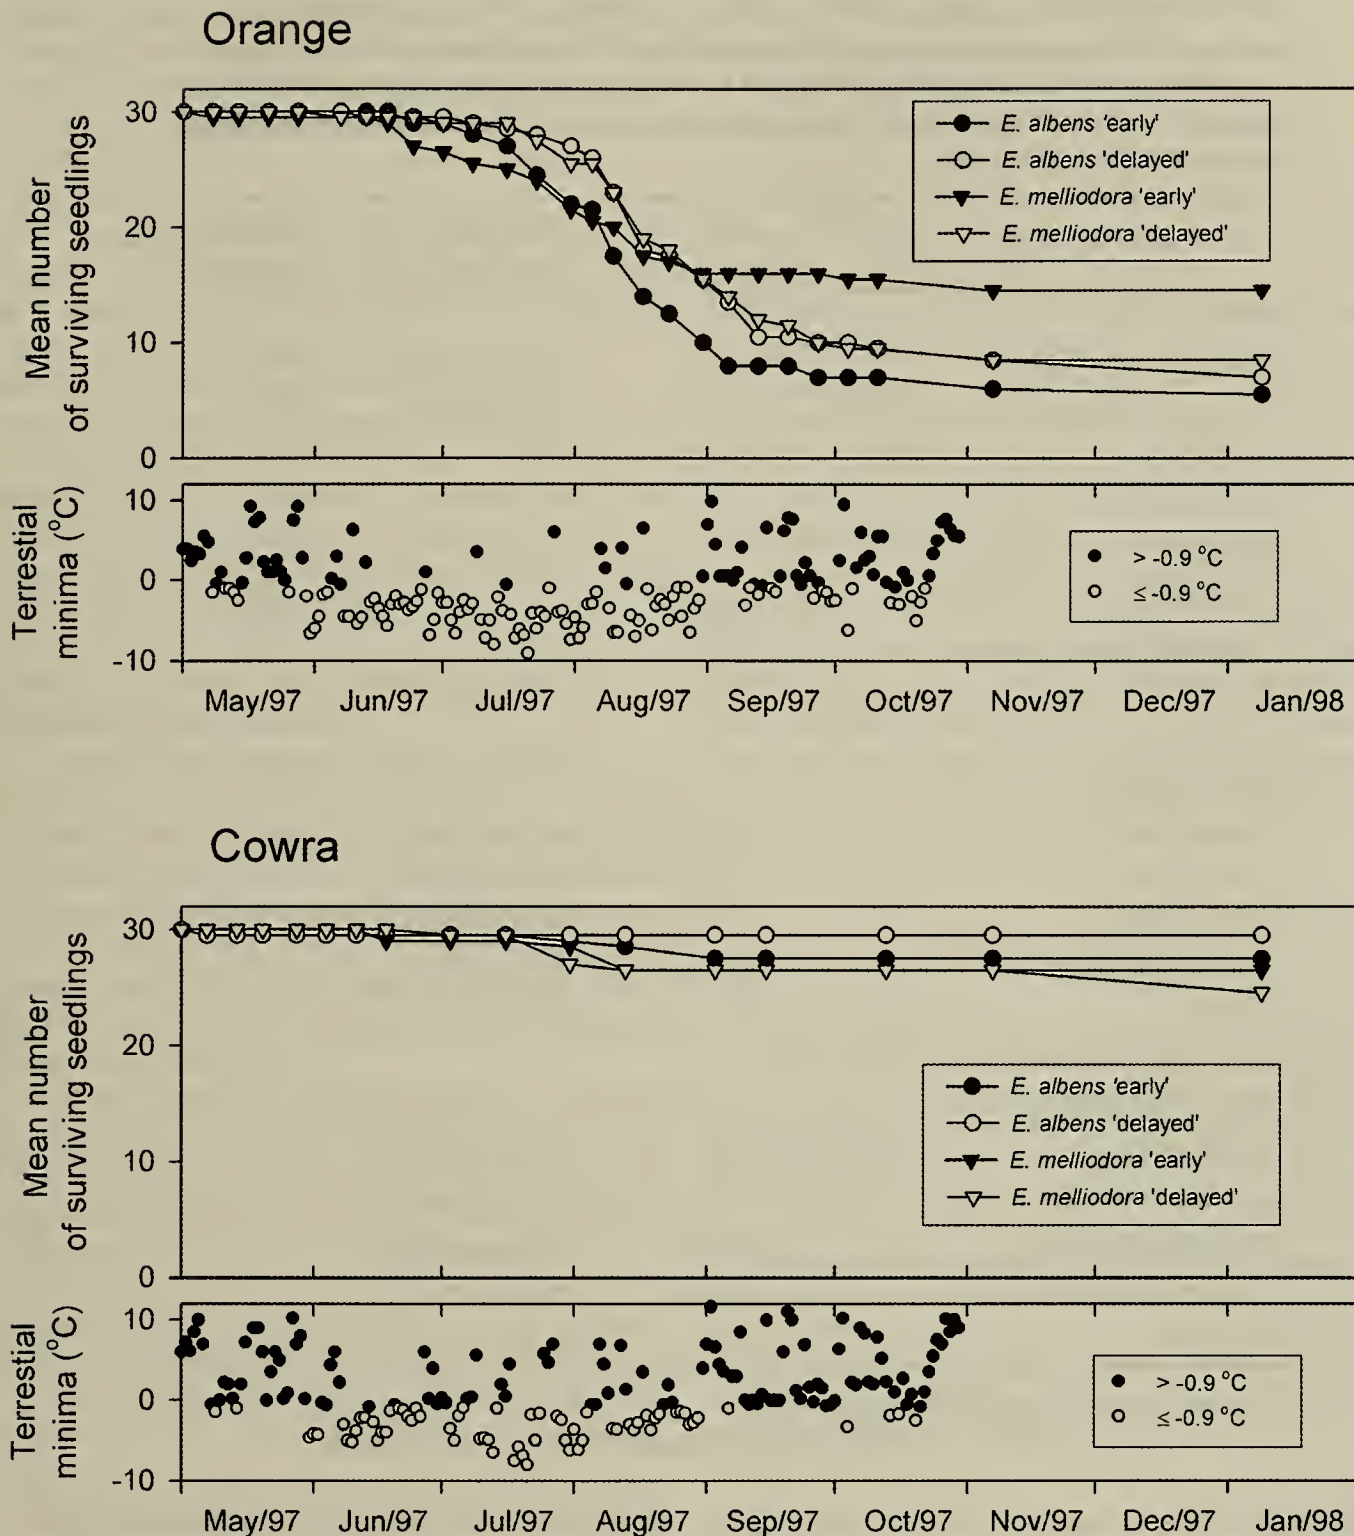 Orange
Mean number
of surviving seedlings
30
20
10
0
E. albens 'early'
E. albens 'delayed'
E. melliodora 'early'
E. melliodora 'delayed'
Terrestial
minima (°C)
10
0
-10
> -0.9 °C
≤ -0.9 °C
May/97 Jun/97 Jul/97 Aug/97 Sep/97 Oct/97 Nov/97 Dec/97 Jan/98
Cowra
Mean number
of surviving seedlings
30
20
10
0
E. albens 'early'
E. albens 'delayed'
E. melliodora 'early'
E. melliodora 'delayed'
Terrestial
minima (°C)
10
0
-10
> -0.9 °C
≤ -0.9 °C
May/97 Jun/97 Jul/97 Aug/97 Sep/97 Oct/97 Nov/97 Dec/97 Jan/98